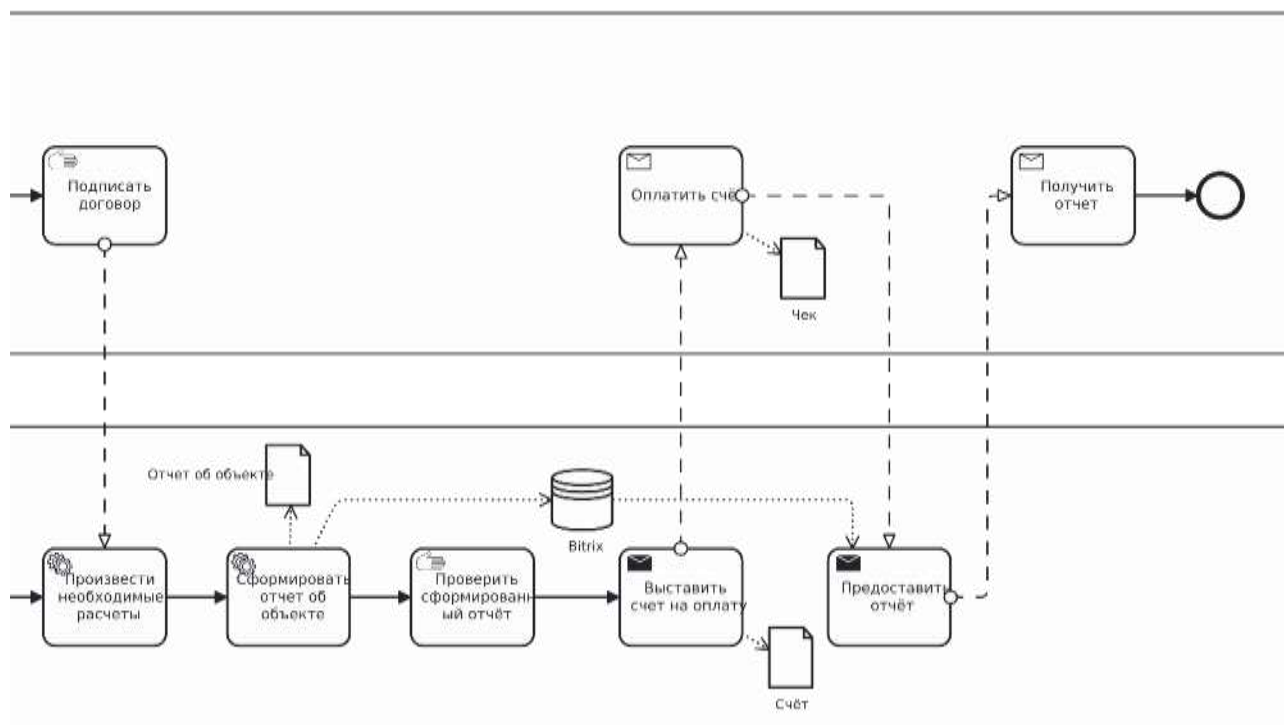 Подписать
договор
Оплатить счё
Получить
отчет
Чек
Отчет об объекте
Bitrix
Произвести
необходимые
расчеты
Сформировать
отчет об
объекте
Проверить
сформированн
ый отчёт
Выставить
счет на оплату
Предоставить
отчёт
Счёт